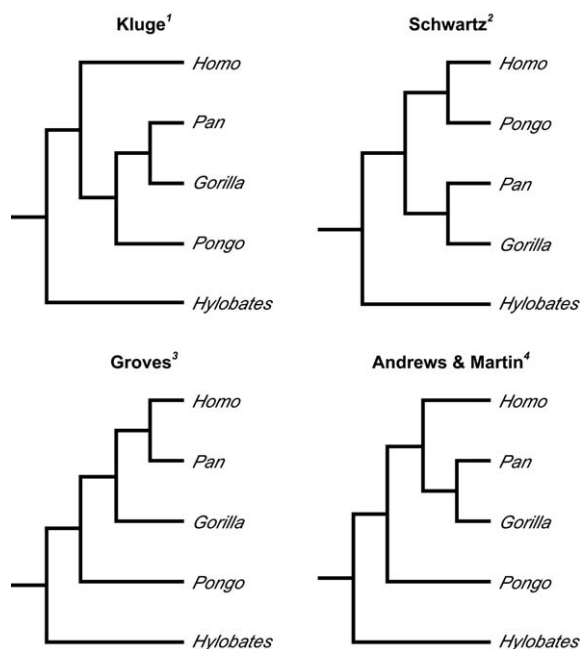 Kluge1
Homo
Pan
Gorilla
Pongo
Hylobates
Schwartz2
Homo
Pongo
Pan
Gorilla
Hylobates
Groves3
Homo
Pan
Gorilla
Pongo
Hylobates
Andrews & Martin4
Homo
Pan
Gorilla
Pongo
Hylobates